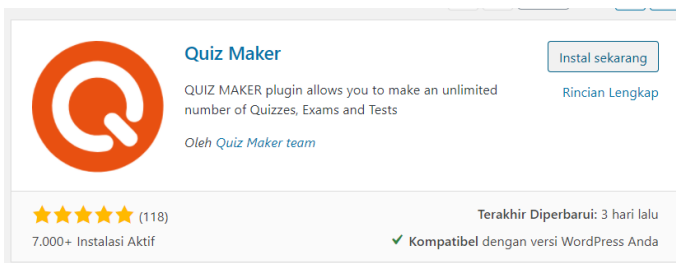 Quiz Maker
Instal sekarang
QUIZ MAKER plugin allows you to make an unlimited
number of Quizzes, Exams and Tests
Rincian Lengkap
Oleh Quiz Maker team
(118)
Terakhir Diperbarui: 3 hari lalu
7.000+ Instalasi Aktif
Kompatibel dengan versi WordPress Anda